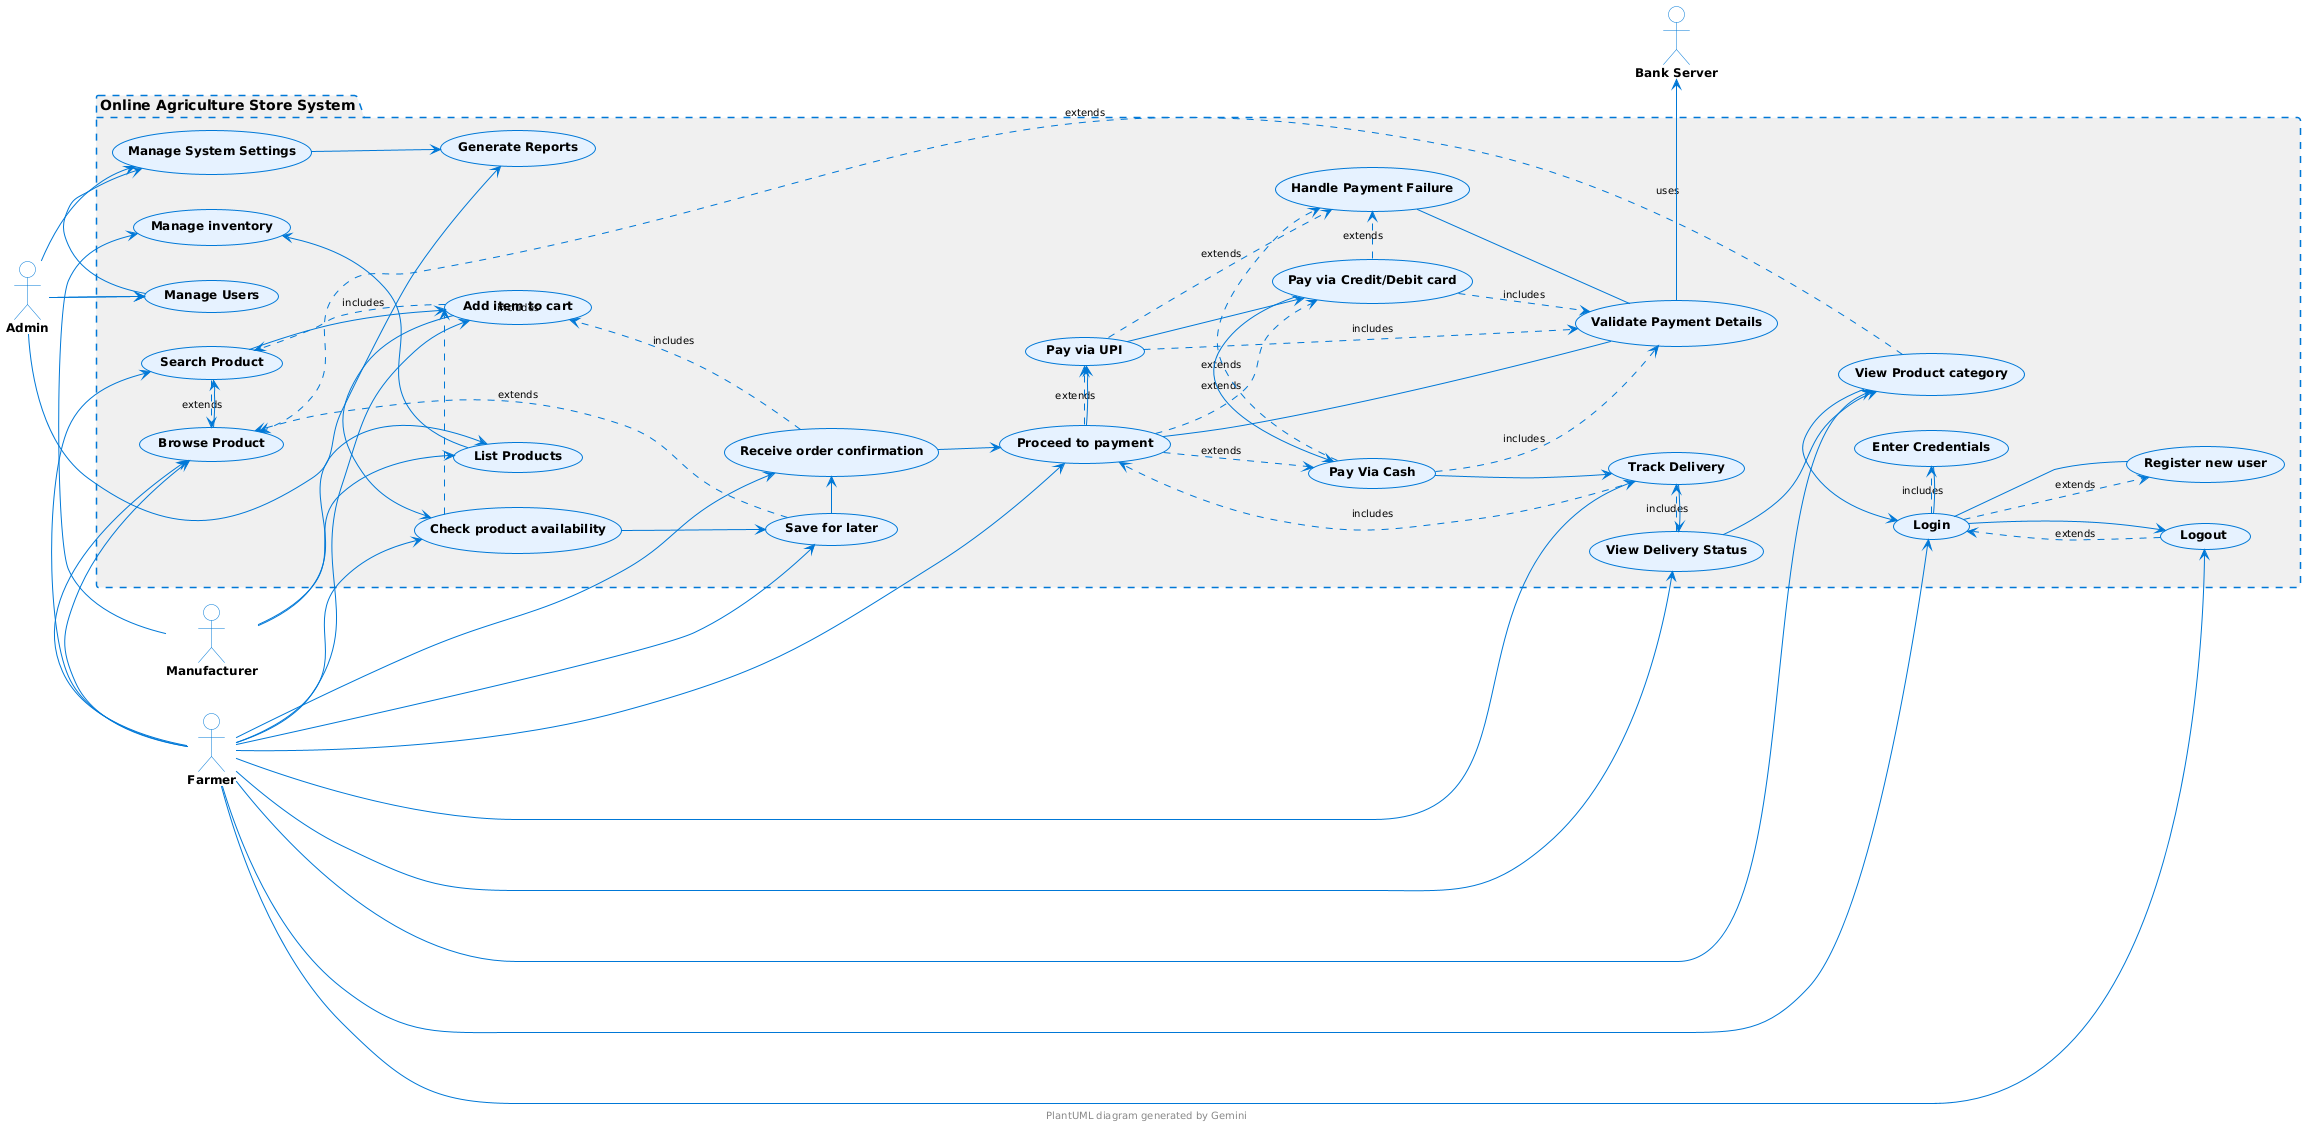 Bank Server
Online Agriculture Store System
extends
Manage System Settings
Generate Reports
Handle Payment Failure
uses
Manage inventory
extends
extends
Admin
Manage Users
Pay via Credit/Debit card
includes
Add item to cart
includes
includes
Validate Payment Details
includes
includes
Search Product
Pay via UPI
extends
View Product category
extends
extends
extends
extends
Browse Product
List Products
Receive order confirmation
Proceed to payment
extends
includes
Pay Via Cash
Track Delivery
Enter Credentials
Register new user
includes
extends
Check product availability
Save for later
includes
includes
Login
extends
Logout
View Delivery Status
Manufacturer
Farmer
PlantUML diagram generated by Gemini